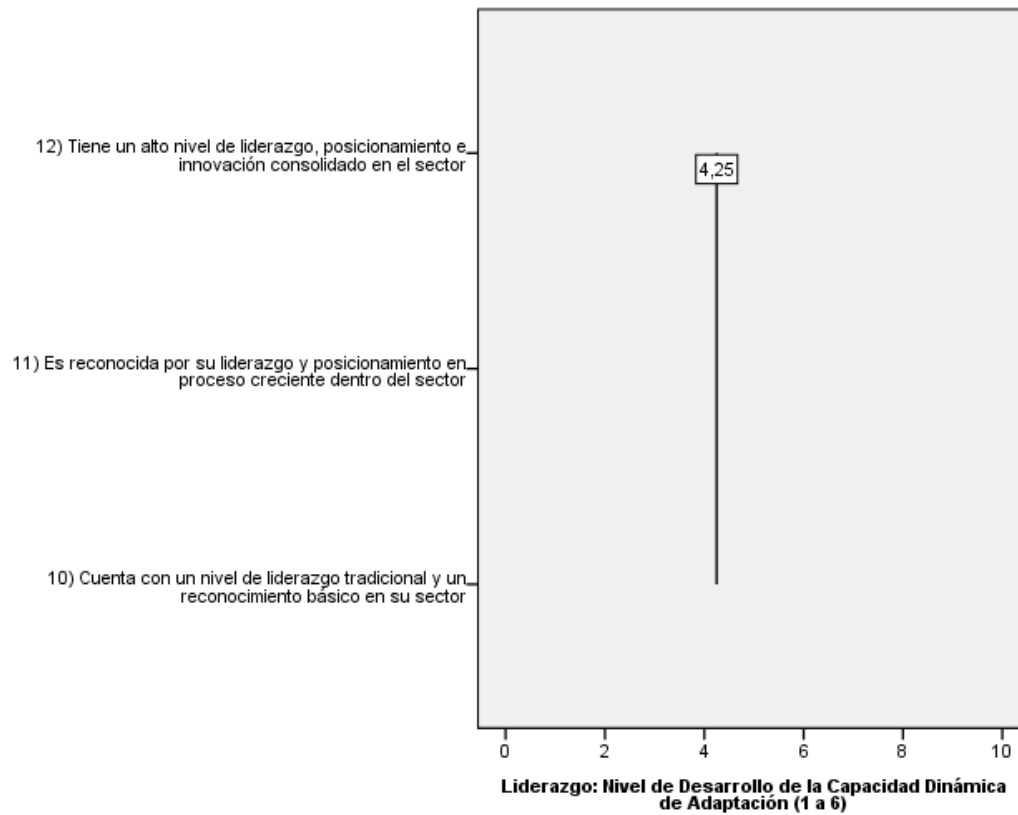 12) Tiene un alto nivel de liderazgo, posicionamiento e
innovación consolidado en el sector
4,25
11) Es reconocida por su liderazgo y posicionamiento en
proceso creciente dentro del sector
10) Cuenta con un nivel de liderazgo tradicional y un
reconocimiento básico en su sector
0 2 4 6 8 10
Liderazgo: Nivel de Desarrollo de la Capacidad Dinámica
de Adaptación (1 a 6)